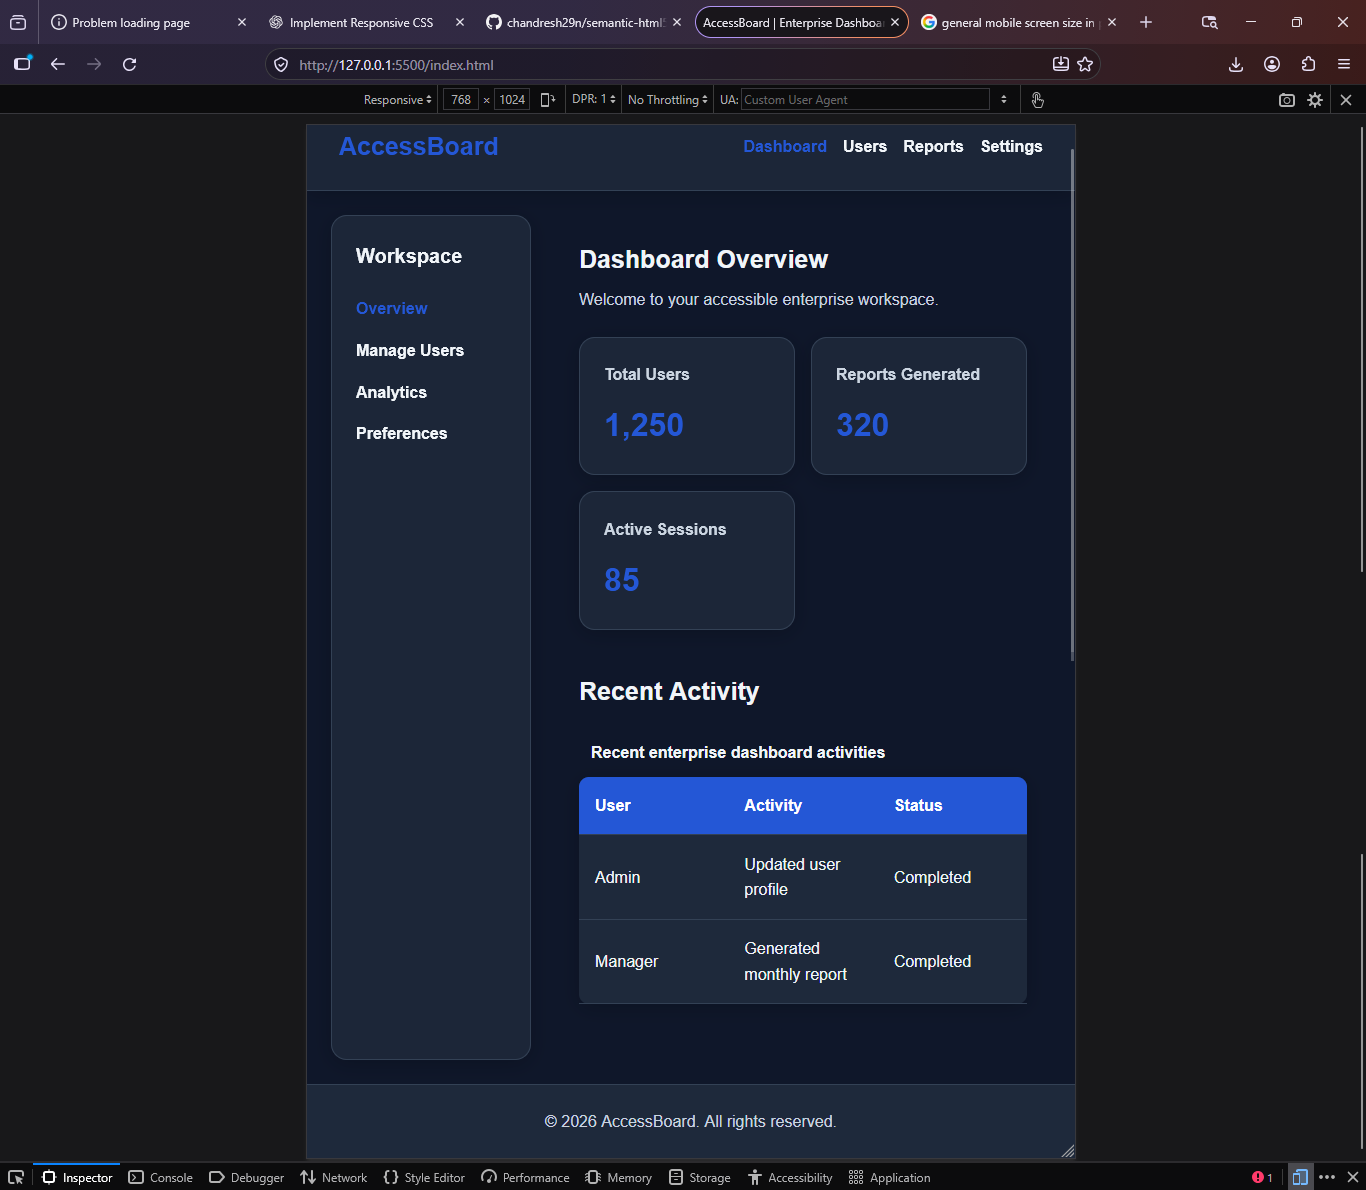 Problem loading page
Implement Responsive CSS
chandresh29n/semantic-html5
AccessBoard | Enterprise Dashboa
general mobile screen size in
http://127.0.0.1:5500/index.html
Responsive 768 × 1024 DPR: 1 No Throttling UA: Custom User Agent
AccessBoard
Dashboard Users Reports Settings
Workspace
Overview
Manage Users
Analytics
Preferences
Dashboard Overview
Welcome to your accessible enterprise workspace.
Total Users
1,250
Reports Generated
320
Active Sessions
85
Recent Activity
Recent enterprise dashboard activities
User Activity Status
Admin Updated user profile Completed
Manager Generated monthly report Completed
© 2026 AccessBoard. All rights reserved.
Inspector Console Debugger Network Style Editor Performance Memory Storage Accessibility Application 1